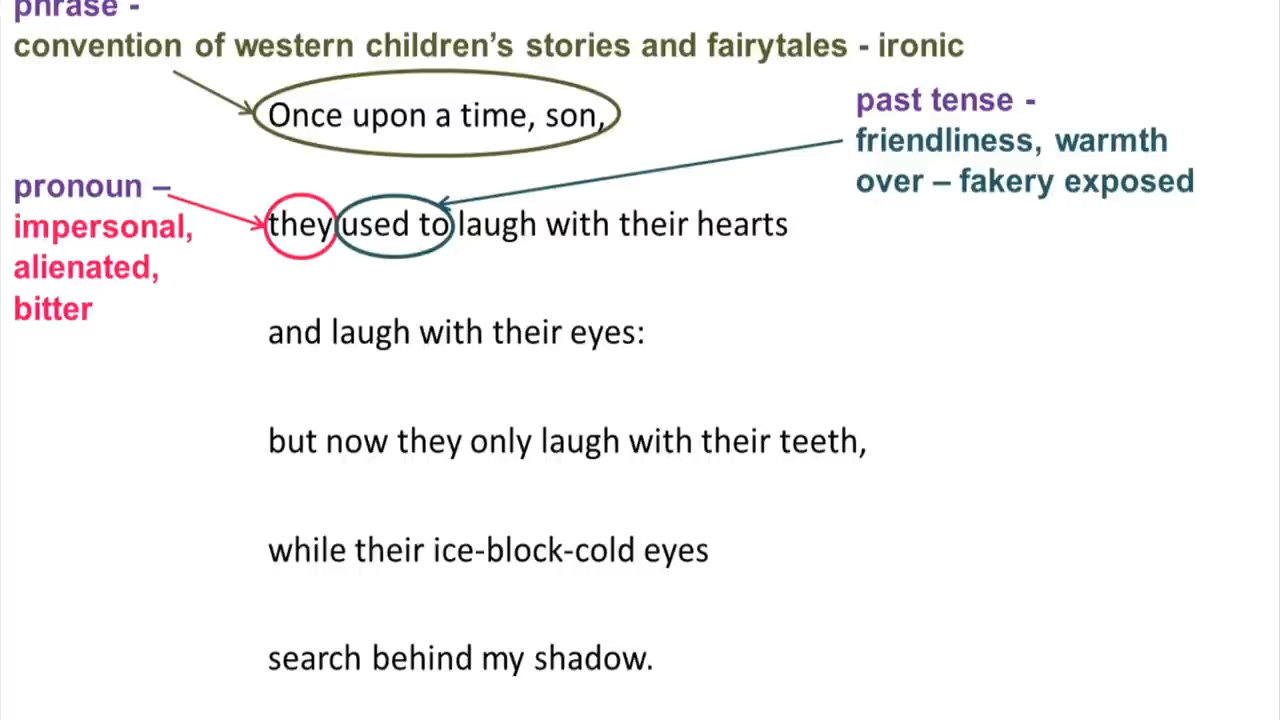 phrase -
convention of western children’s stories and fairytales - ironic
Once upon a time, son,
past tense -
friendliness, warmth
over – fakery exposed
pronoun –
impersonal,
alienated,
bitter
they used to laugh with their hearts
and laugh with their eyes:
but now they only laugh with their teeth,
while their ice-block-cold eyes
search behind my shadow.